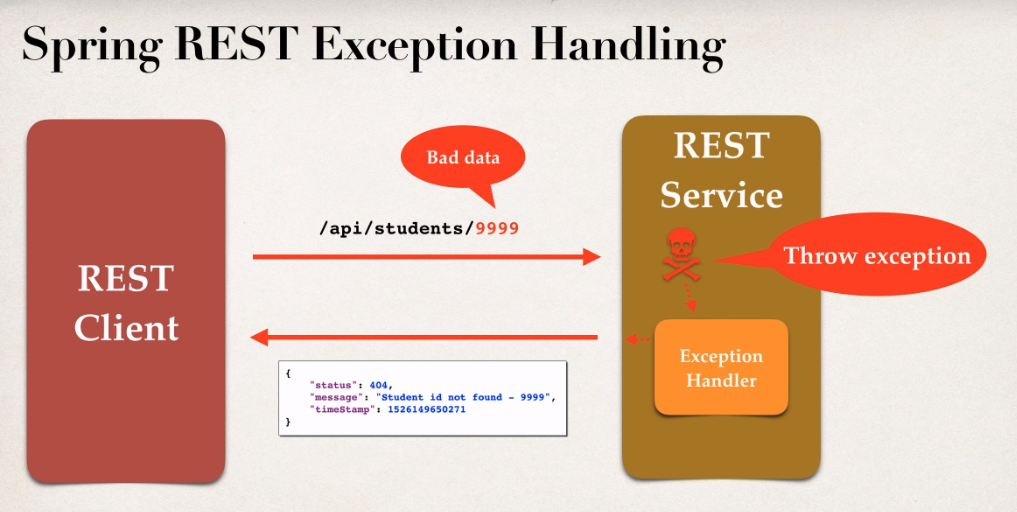 Spring REST Exception Handling
REST
Client
Bad data
/api/students/9999
{
"status": 404,
"message": "Student id not found - 9999",
"timeStamp": 1526149650271
}
REST
Service
Throw exception
Exception
Handler